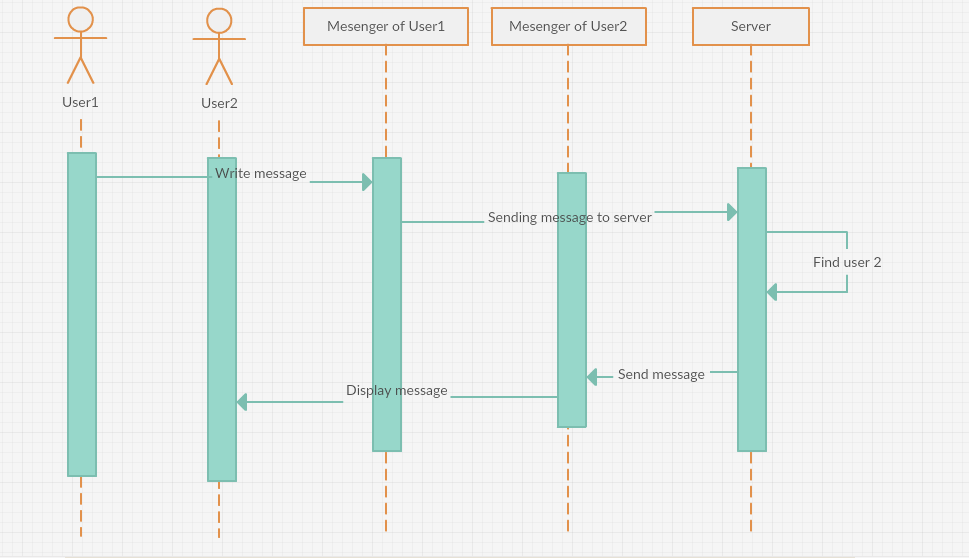 Mesenger of User1
Mesenger of User2
Server
User1
User2
Write message
Sending message to server
Find user 2
Send message
Display message